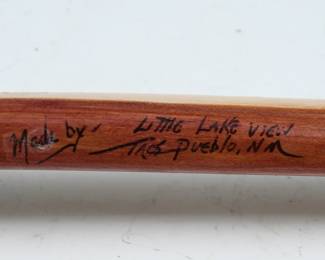 Made by LITTLE LAKE VIEW
TAOS PUEBLO, NM